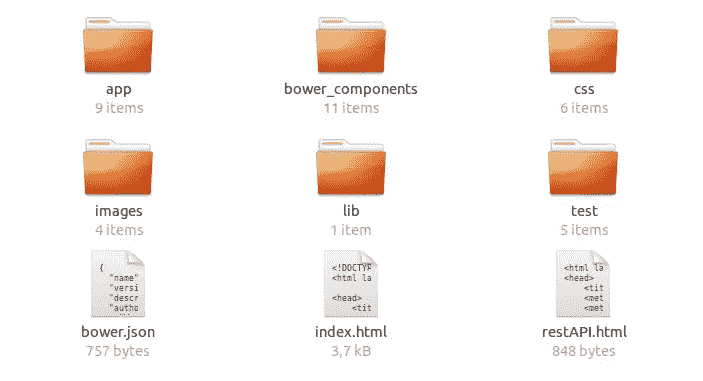 app bower_components css
9 items 11 items 6 items
images lib test
4 items 1 item 5 items
{ <!DOCTYP <html la
"name" <html la <head>
"versi <tit
"descr <head> <met
"autho <tit <met
bower.json index.html restAPI.html
757 bytes 3,7 kB 848 bytes